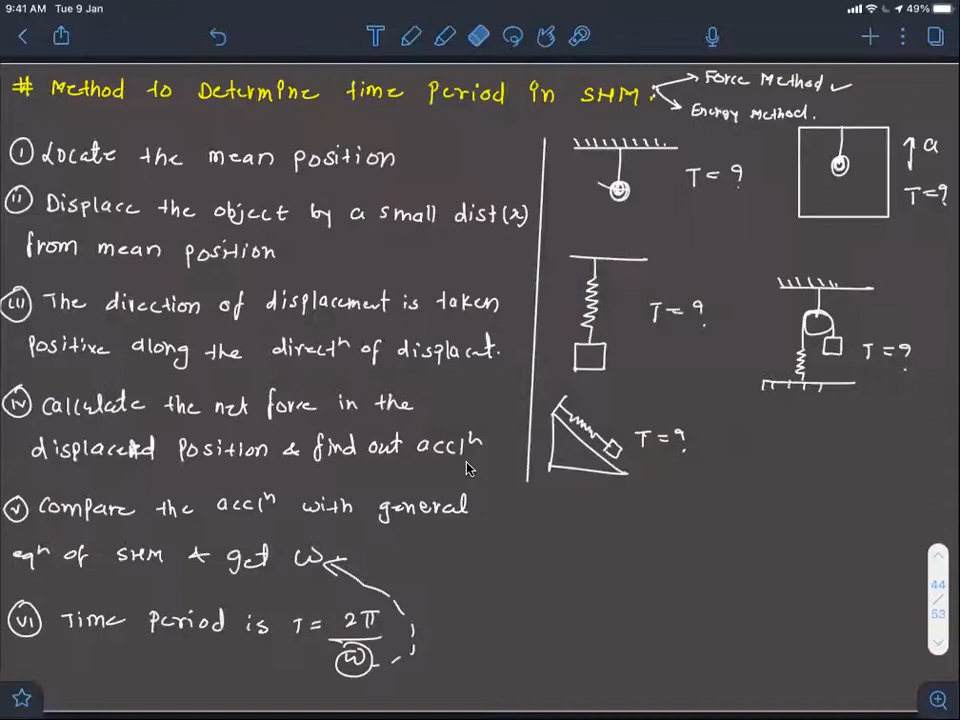 9:41 AM Tue 9 Jan
49%
# Method to Determine time Period in SHM.
Force Method
Energy Method.
(i) Locate the mean position
(ii) Displace the object by a small dist(x)
from mean position
(iii) The direction of displacement is taken
Positive along the directⁿ of displacat.
(iv) Calculate the net force in the
displaced Position & find out acclⁿ
(v) Compare the acclⁿ with general
eqⁿ of SHM & get ω
(vi) Time Period is T = 2π/ω
T = ?
a
T = ?
T = ?
T = ?
T = ?
44
/
53